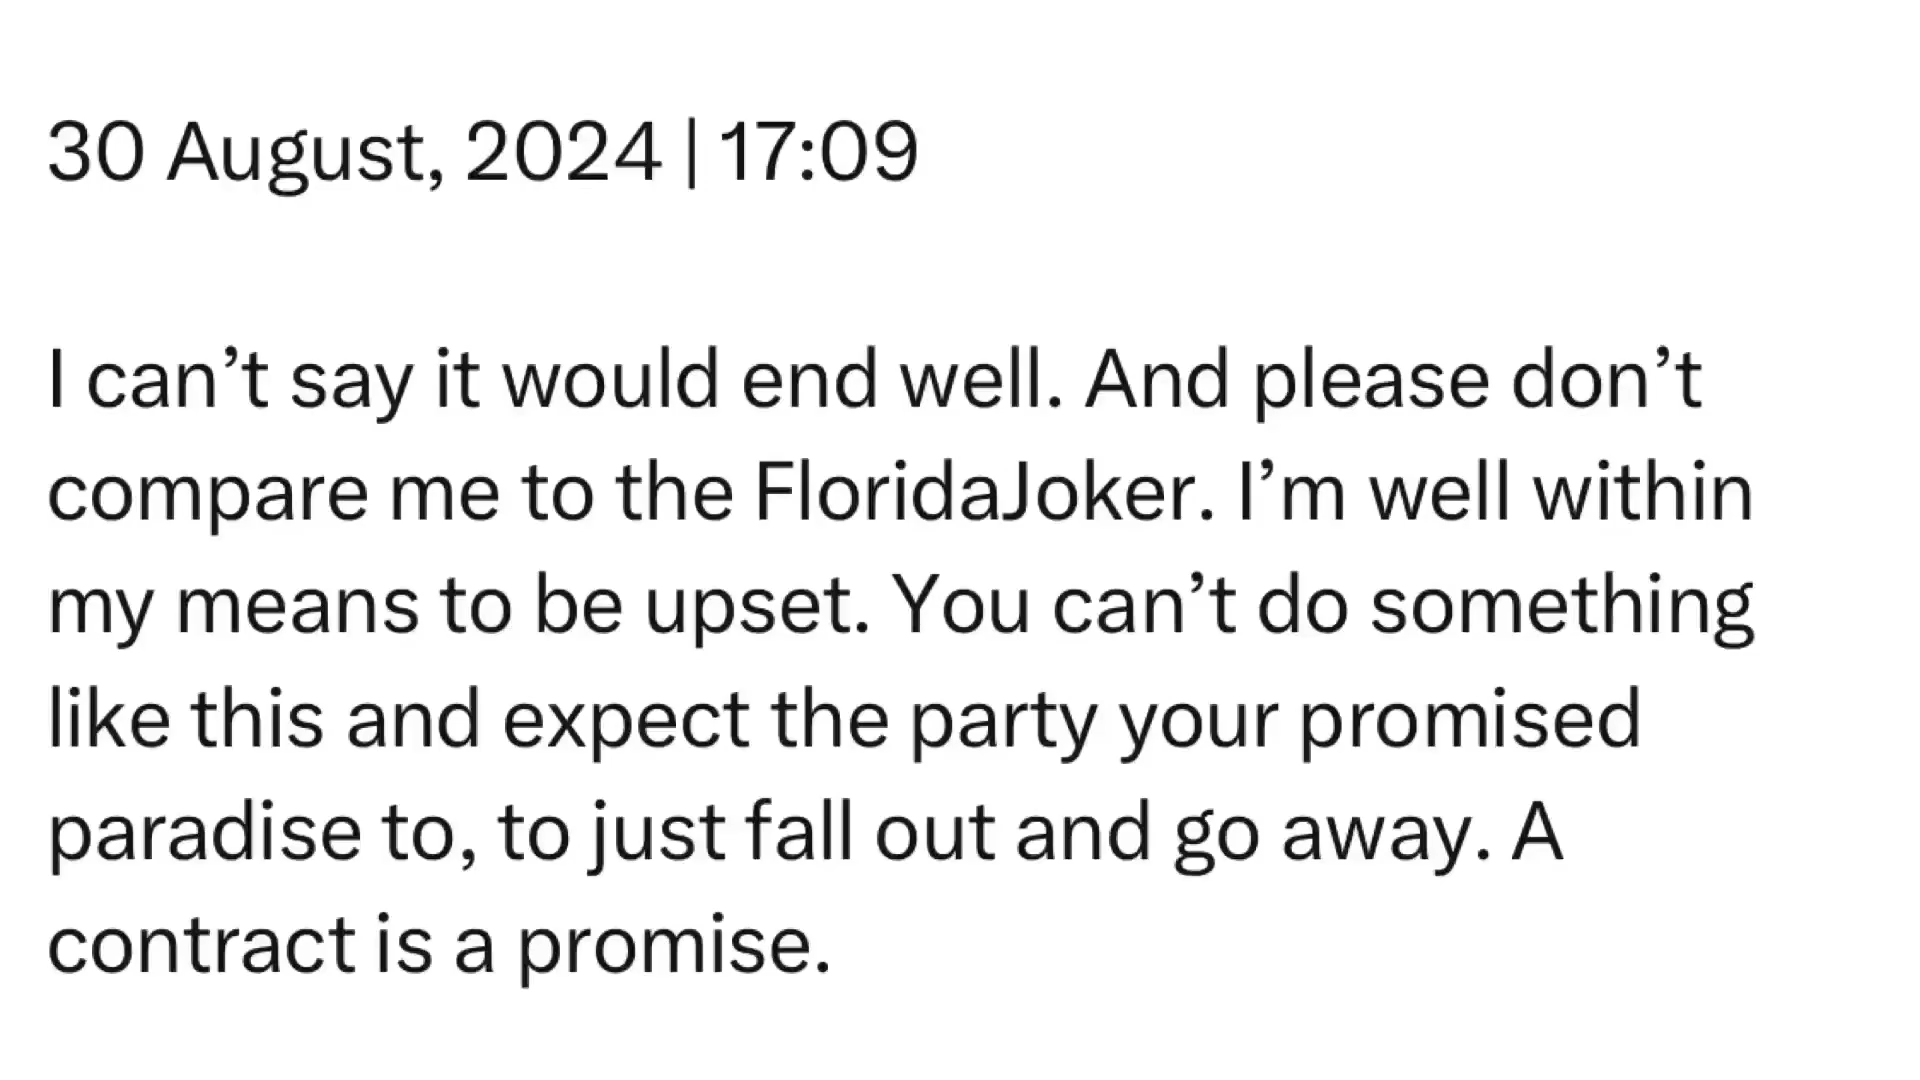 30 August, 2024 | 17:09
I can’t say it would end well. And please don’t
compare me to the FloridaJoker. I’m well within
my means to be upset. You can’t do something
like this and expect the party your promised
paradise to, to just fall out and go away. A
contract is a promise.